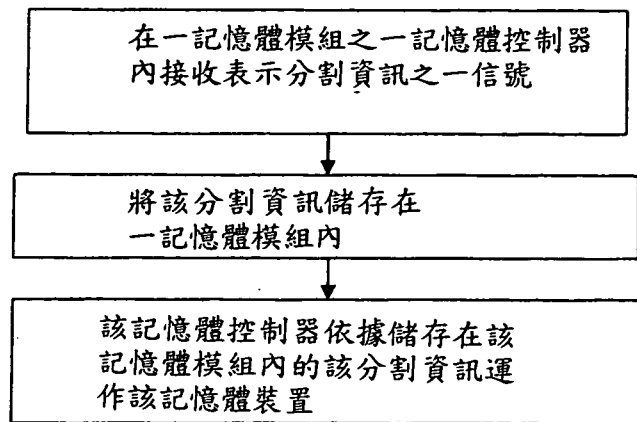 在一記憶體模組之一記憶體控制器
內接收表示分割資訊之一信號
將該分割資訊儲存在
一記憶體模組內
該記憶體控制器依據儲存在該
記憶體模組內的該分割資訊運
作該記憶體裝置